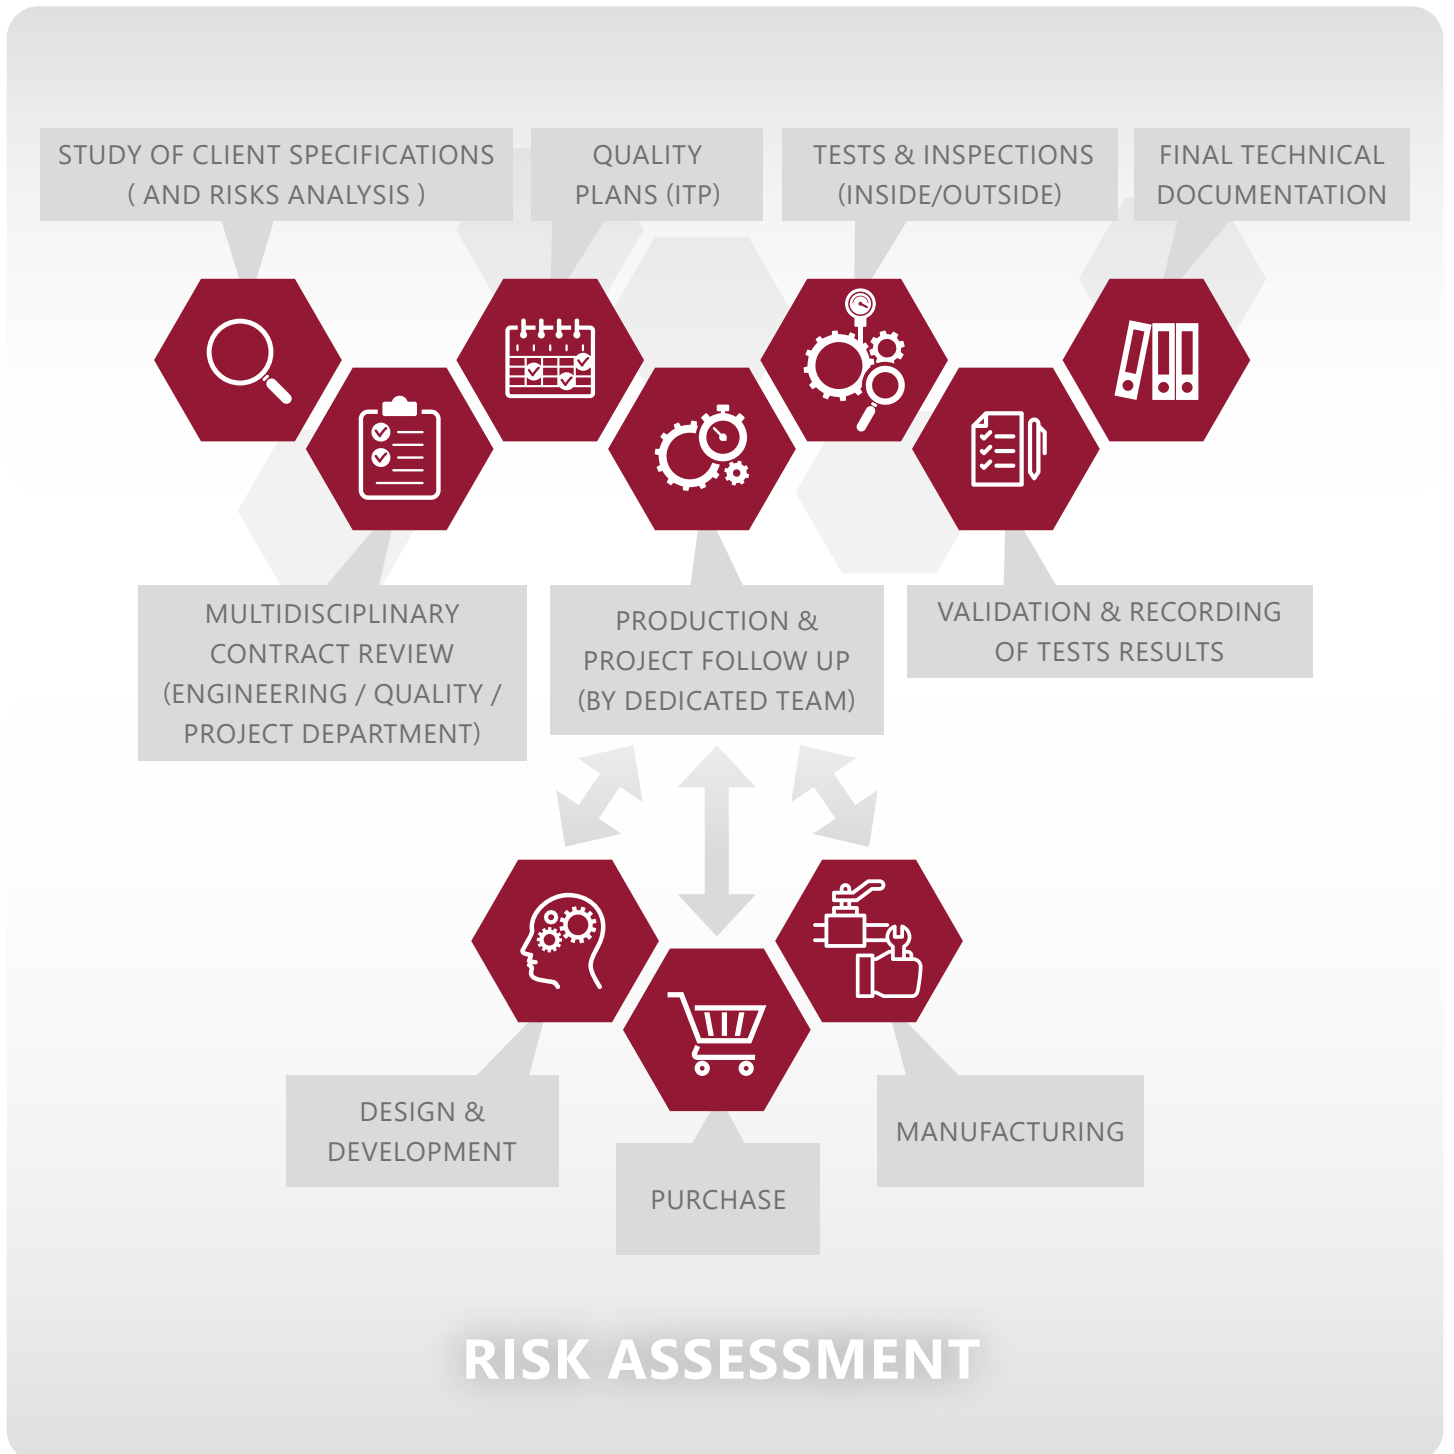 STUDY OF CLIENT SPECIFICATIONS
( AND RISKS ANALYSIS )
QUALITY
PLANS (ITP)
TESTS & INSPECTIONS
(INSIDE/OUTSIDE)
FINAL TECHNICAL
DOCUMENTATION
MULTIDISCIPLINARY
CONTRACT REVIEW
(ENGINEERING / QUALITY /
PROJECT DEPARTMENT)
PRODUCTION &
PROJECT FOLLOW UP
(BY DEDICATED TEAM)
VALIDATION & RECORDING
OF TESTS RESULTS
DESIGN &
DEVELOPMENT
PURCHASE
MANUFACTURING
RISK ASSESSMENT